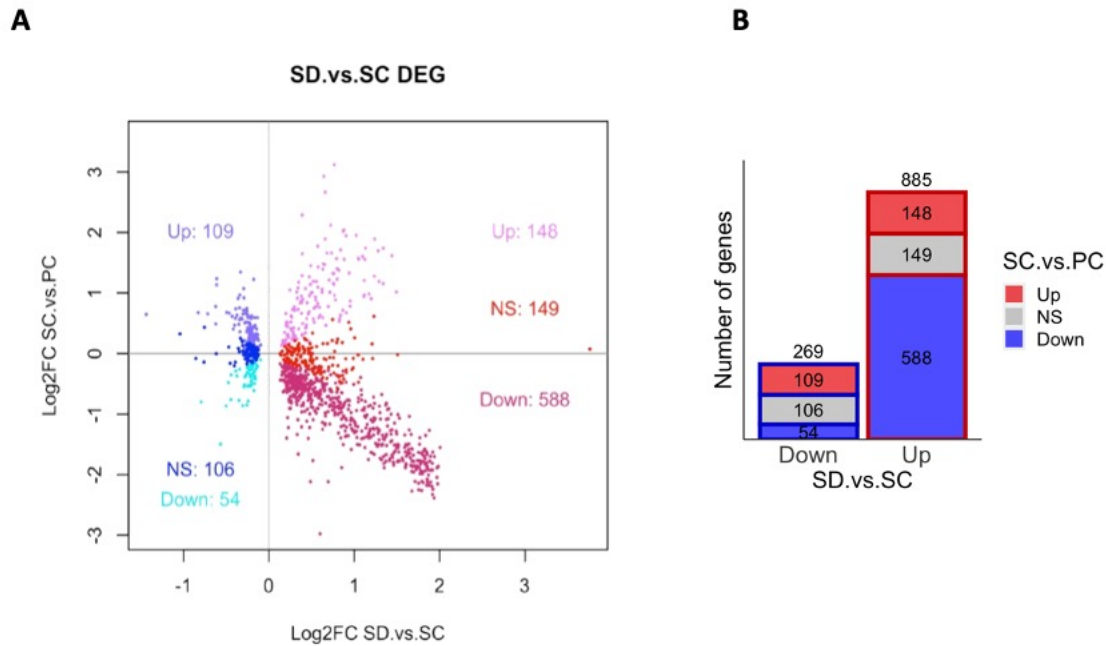 A
B
SD.vs.SC DEG
Log2FC SC.vs.PC
3
2
1
0
-1
-2
-3
Up: 109
Up: 148
NS: 149
Down: 588
NS: 106
Down: 54
-1
0
1
2
3
Log2FC SD.vs.SC
Number of genes
885
148
149
588
269
109
106
54
Down
Up
SD.vs.SC
SC.vs.PC
Up
NS
Down